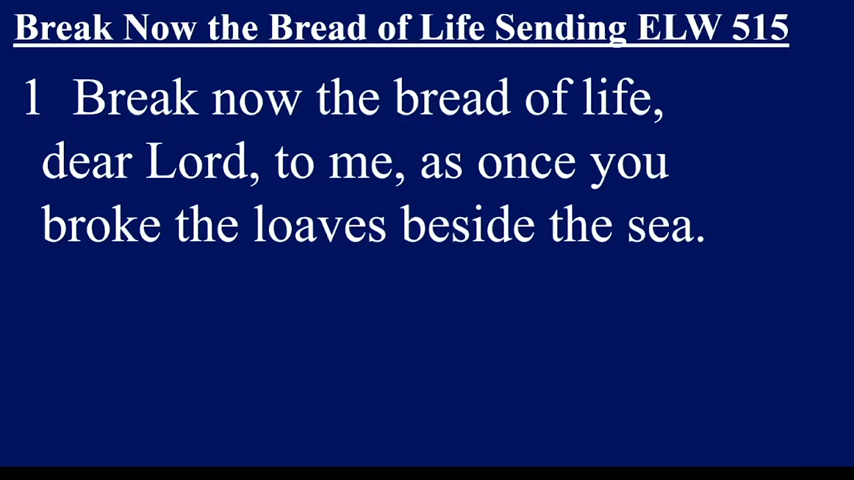 Break Now the Bread of Life Sending ELW 515
1 Break now the bread of life,
dear Lord, to me, as once you
broke the loaves beside the sea.